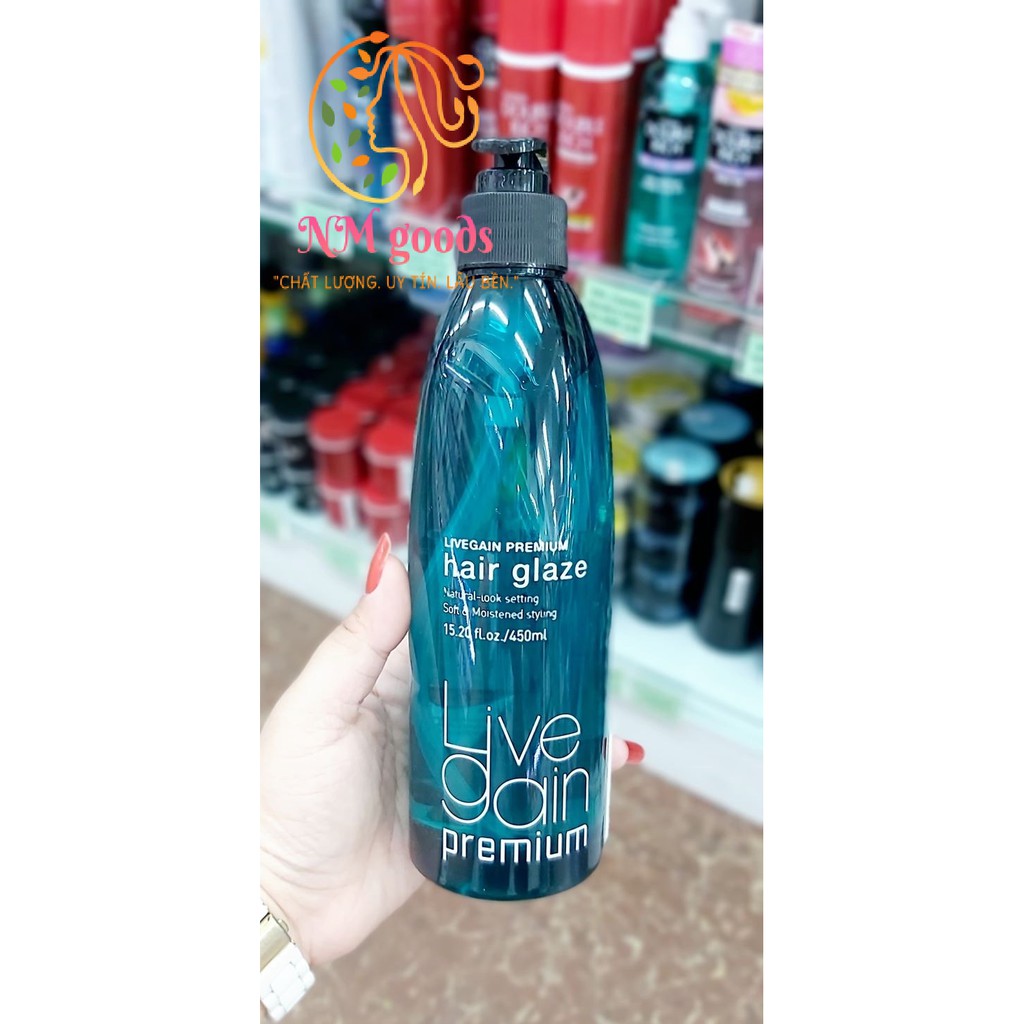 NM goods
"CHẤT LƯỢNG. UY TÍN. LÂU BỀN."
LIVEGAIN PREMIUM
hair glaze
Natural-look setting
Soft & Moistened styling
15.20 fl.oz./450ml
Live
gain
premium